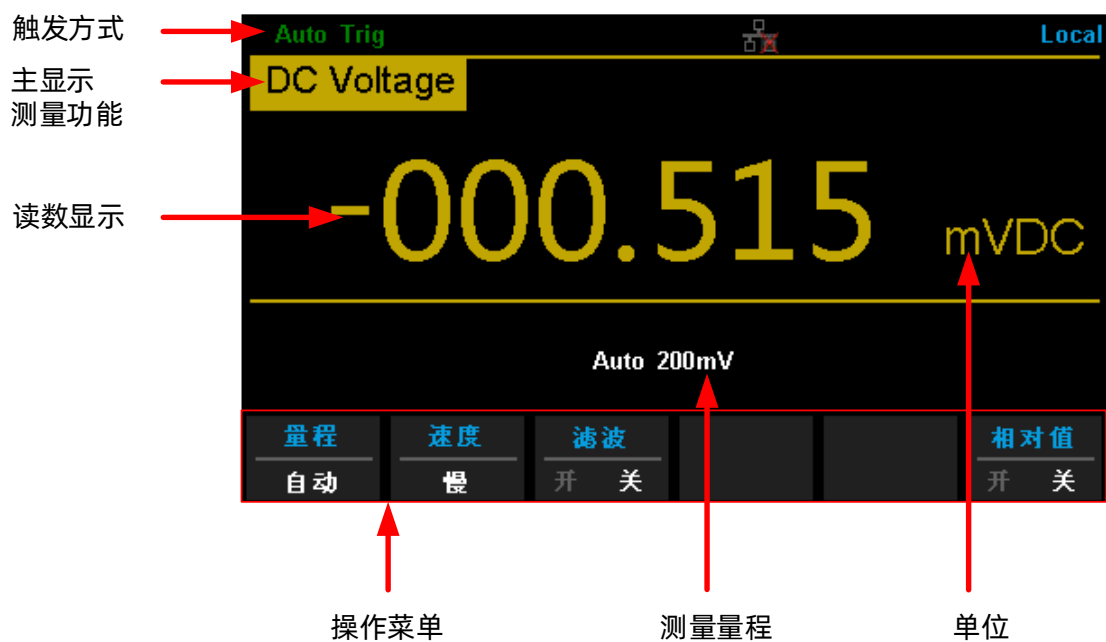 触发方式
Auto Trig
Local
主显示
测量功能
DC Voltage
读数显示
-000.515
mVDC
Auto 200mV
量程 速度 滤波 相对值
自动 慢 开 关 开 关
操作菜单 测量量程 单位